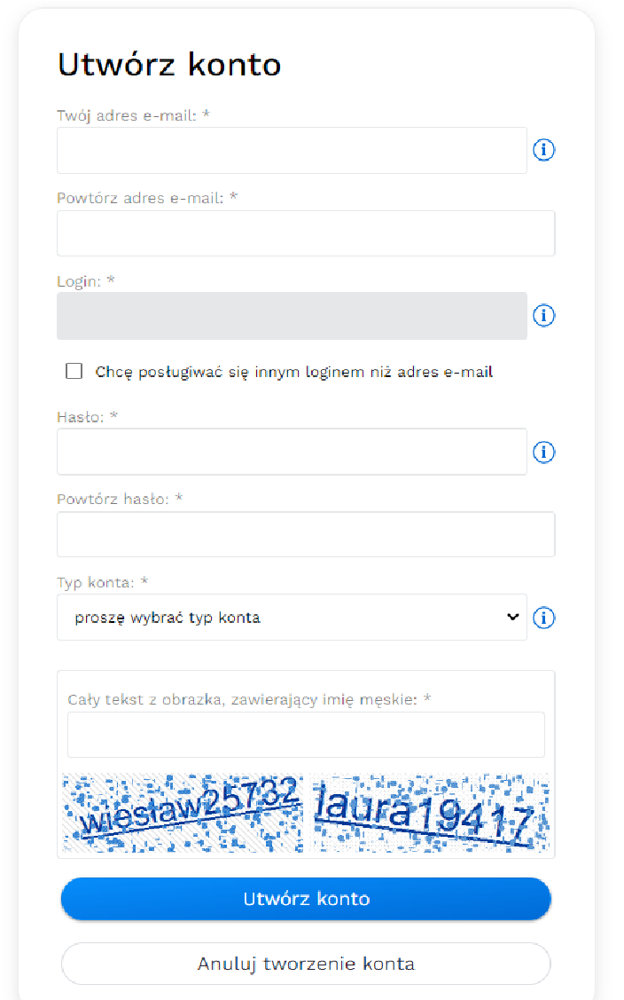 Utwórz konto
Twój adres e-mail: *
Powtórz adres e-mail: *
Login: *
Chcę posługiwać się innym loginem niż adres e-mail
Hasło: *
Powtórz hasło: *
Typ konta: *
proszę wybrać typ konta
Cały tekst z obrazka, zawierający imię męskie: *
wiesław25732 laura19417
Utwórz konto
Anuluj tworzenie konta